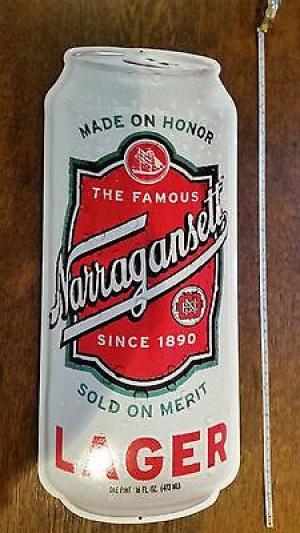 MADE ON HONOR
THE FAMOUS
Narragansett
SINCE 1890
SOLD ON MERIT
LAGER
ONE PINT 16 FL. OZ. (473 ML)